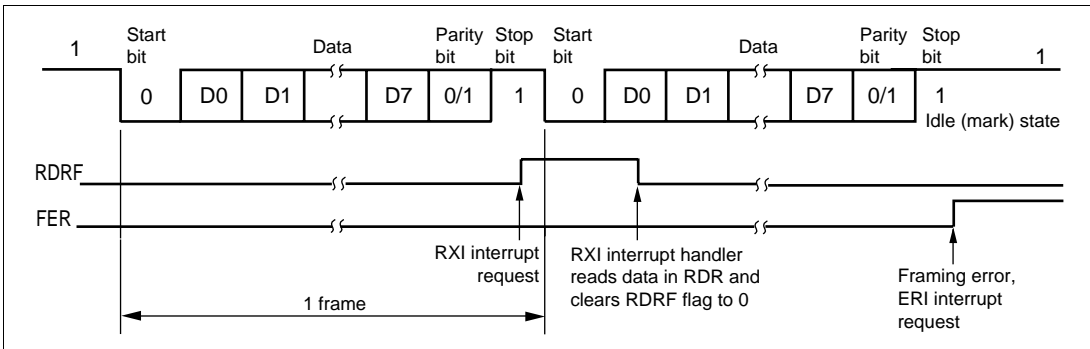 1
Start bit
Data
Parity bit
Stop bit
Start bit
Data
Parity bit
Stop bit
1
0 D0 D1 D7 0/1 1 0 D0 D1 D7 0/1 1
Idle (mark) state
RDRF
FER
RXI interrupt
request
RXI interrupt handler
reads data in RDR and
clears RDRF flag to 0
Framing error,
ERI interrupt
request
1 frame